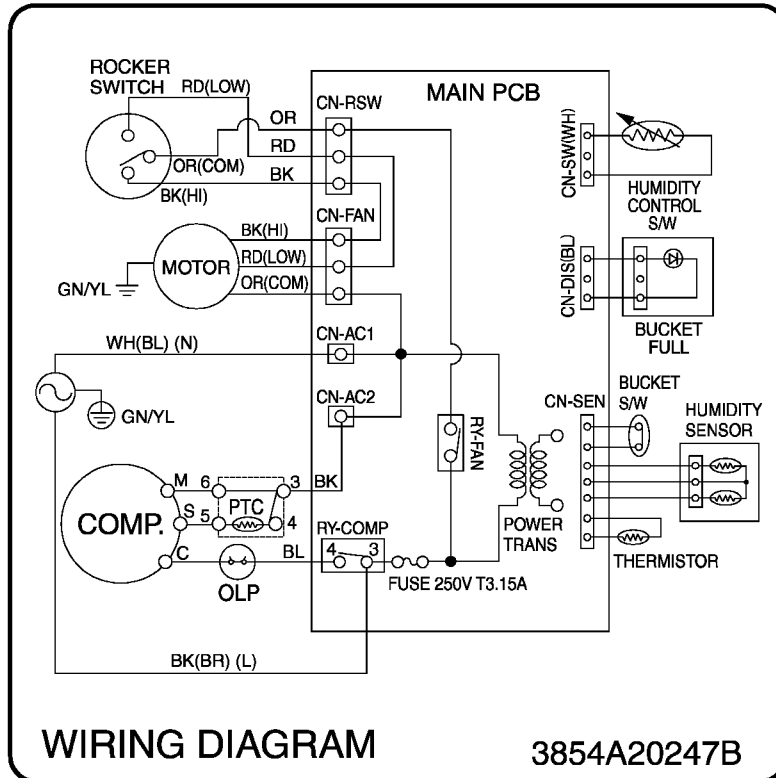 ROCKER
SWITCH
RD(LOW)
OR(COM)
BK(HI)
OR
RD
BK
CN-RSW
MAIN PCB
CN-SW(WH)
HUMIDITY
CONTROL
S/W
CN-FAN
BK(HI)
RD(LOW)
OR(COM)
MOTOR
GN/YL
CN-DIS(BL)
BUCKET
FULL
WH(BL) (N)
CN-AC1
CN-AC2
GN/YL
RY-FAN
CN-SEN
BUCKET
S/W
HUMIDITY
SENSOR
COMP.
M
S
C
6
5
PTC
3
4
BK
OLP
BL
RY-COMP
4
3
FUSE 250V T3.15A
POWER
TRANS
THERMISTOR
BK(BR) (L)
WIRING DIAGRAM
3854A20247B